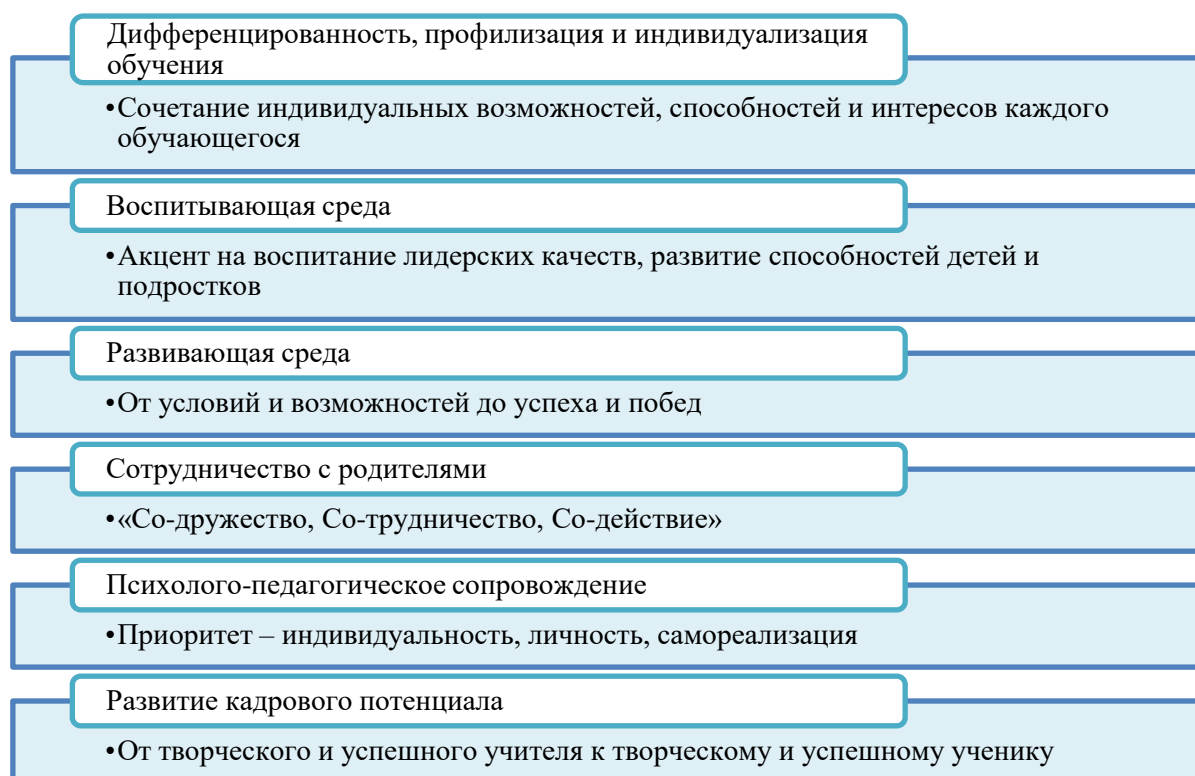 Дифференцированность, профилизация и индивидуализация
обучения
•Сочетание индивидуальных возможностей, способностей и интересов каждого
обучающегося
Воспитывающая среда
•Акцент на воспитание лидерских качеств, развитие способностей детей и
подростков
Развивающая среда
•От условий и возможностей до успеха и побед
Сотрудничество с родителями
•«Со-дружество, Со-трудничество, Со-действие»
Психолого-педагогическое сопровождение
•Приоритет – индивидуальность, личность, самореализация
Развитие кадрового потенциала
•От творческого и успешного учителя к творческому и успешному ученику